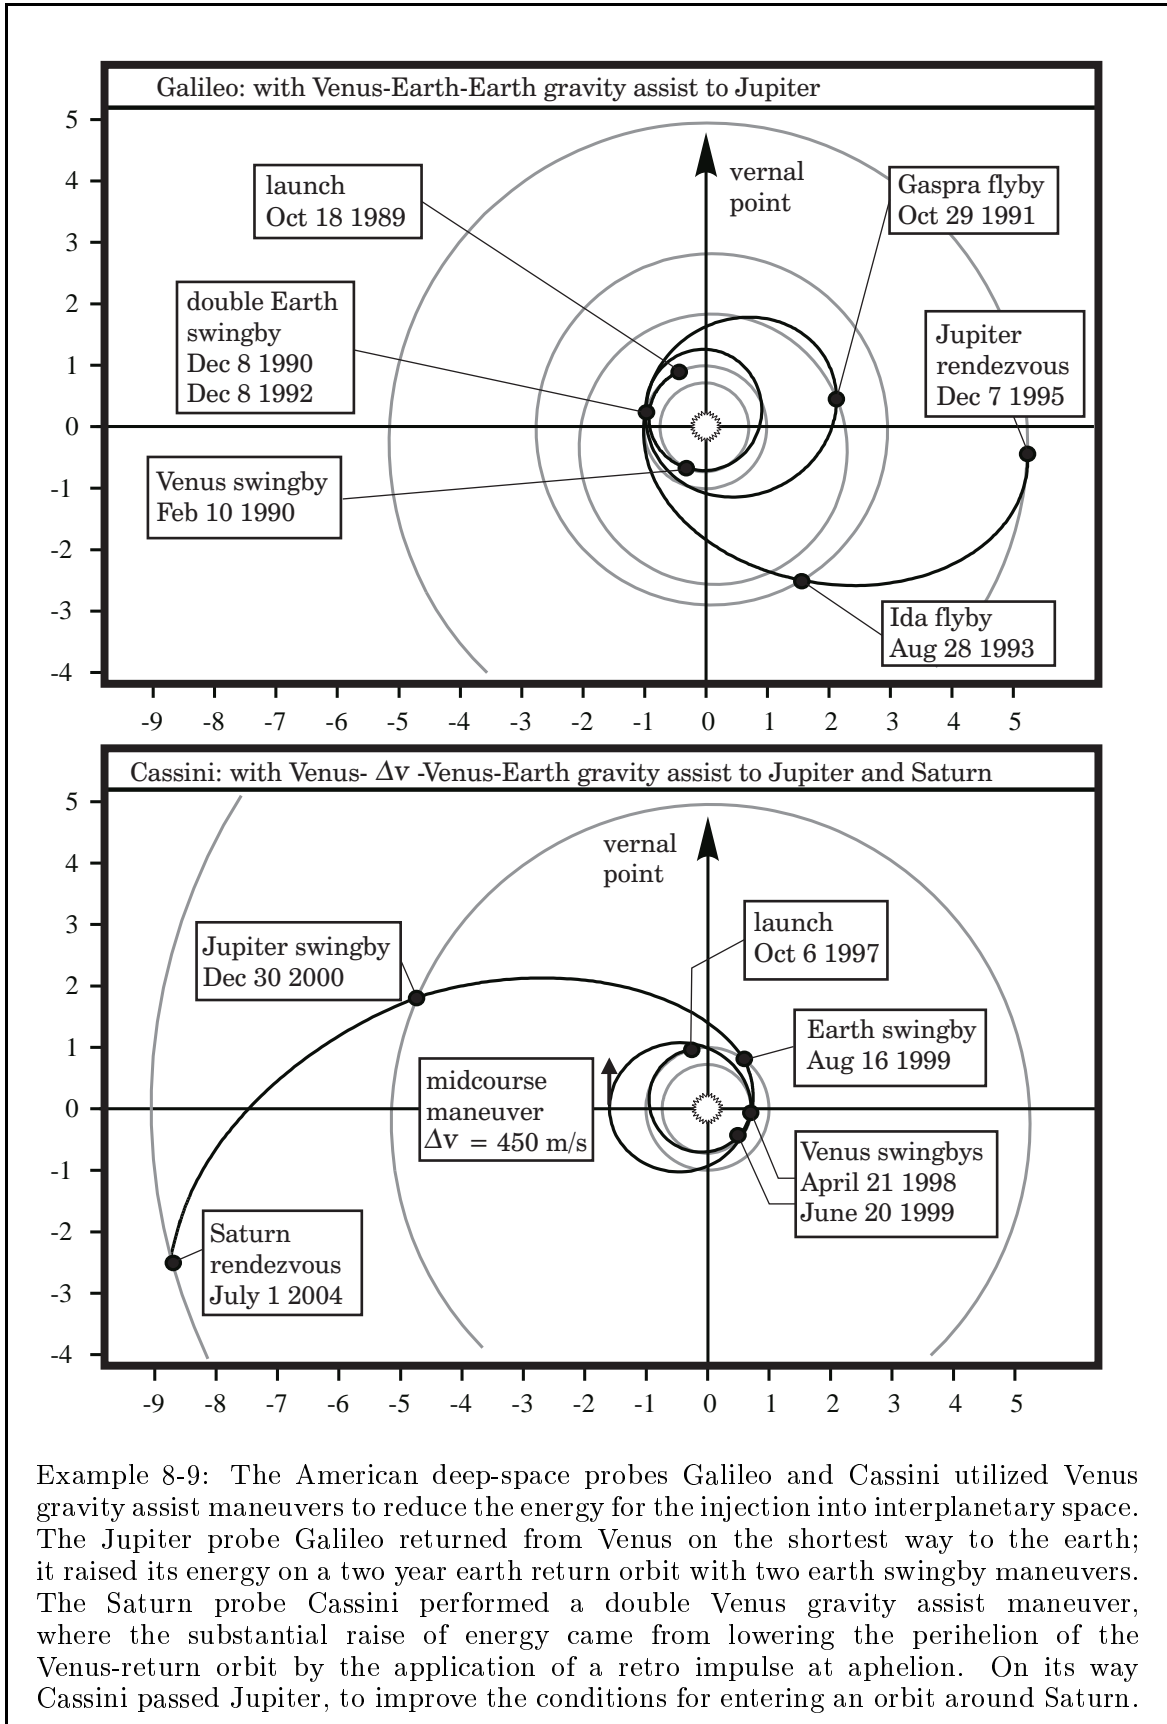 Galileo: with Venus-Earth-Earth gravity assist to Jupiter
5
4
3
2
1
0
-1
-2
-3
-4
launch
Oct 18 1989
vernal
point
Gaspra flyby
Oct 29 1991
double Earth
swingby
Dec 8 1990
Dec 8 1992
Jupiter
rendezvous
Dec 7 1995
Venus swingby
Feb 10 1990
Ida flyby
Aug 28 1993
-9 -8 -7 -6 -5 -4 -3 -2 -1 0 1 2 3 4 5
Cassini: with Venus- Δv -Venus-Earth gravity assist to Jupiter and Saturn
5
4
3
2
1
0
-1
-2
-3
-4
vernal
point
launch
Oct 6 1997
Jupiter swingby
Dec 30 2000
Earth swingby
Aug 16 1999
midcourse
maneuver
Δv = 450 m/s
Venus swingbys
April 21 1998
June 20 1999
Saturn
rendezvous
July 1 2004
-9 -8 -7 -6 -5 -4 -3 -2 -1 0 1 2 3 4 5
Example 8-9: The American deep-space probes Galileo and Cassini utilized Venus
gravity assist maneuvers to reduce the energy for the injection into interplanetary space.
The Jupiter probe Galileo returned from Venus on the shortest way to the earth;
it raised its energy on a two year earth return orbit with two earth swingby maneuvers.
The Saturn probe Cassini performed a double Venus gravity assist maneuver,
where the substantial raise of energy came from lowering the perihelion of the
Venus-return orbit by the application of a retro impulse at aphelion. On its way
Cassini passed Jupiter, to improve the conditions for entering an orbit around Saturn.